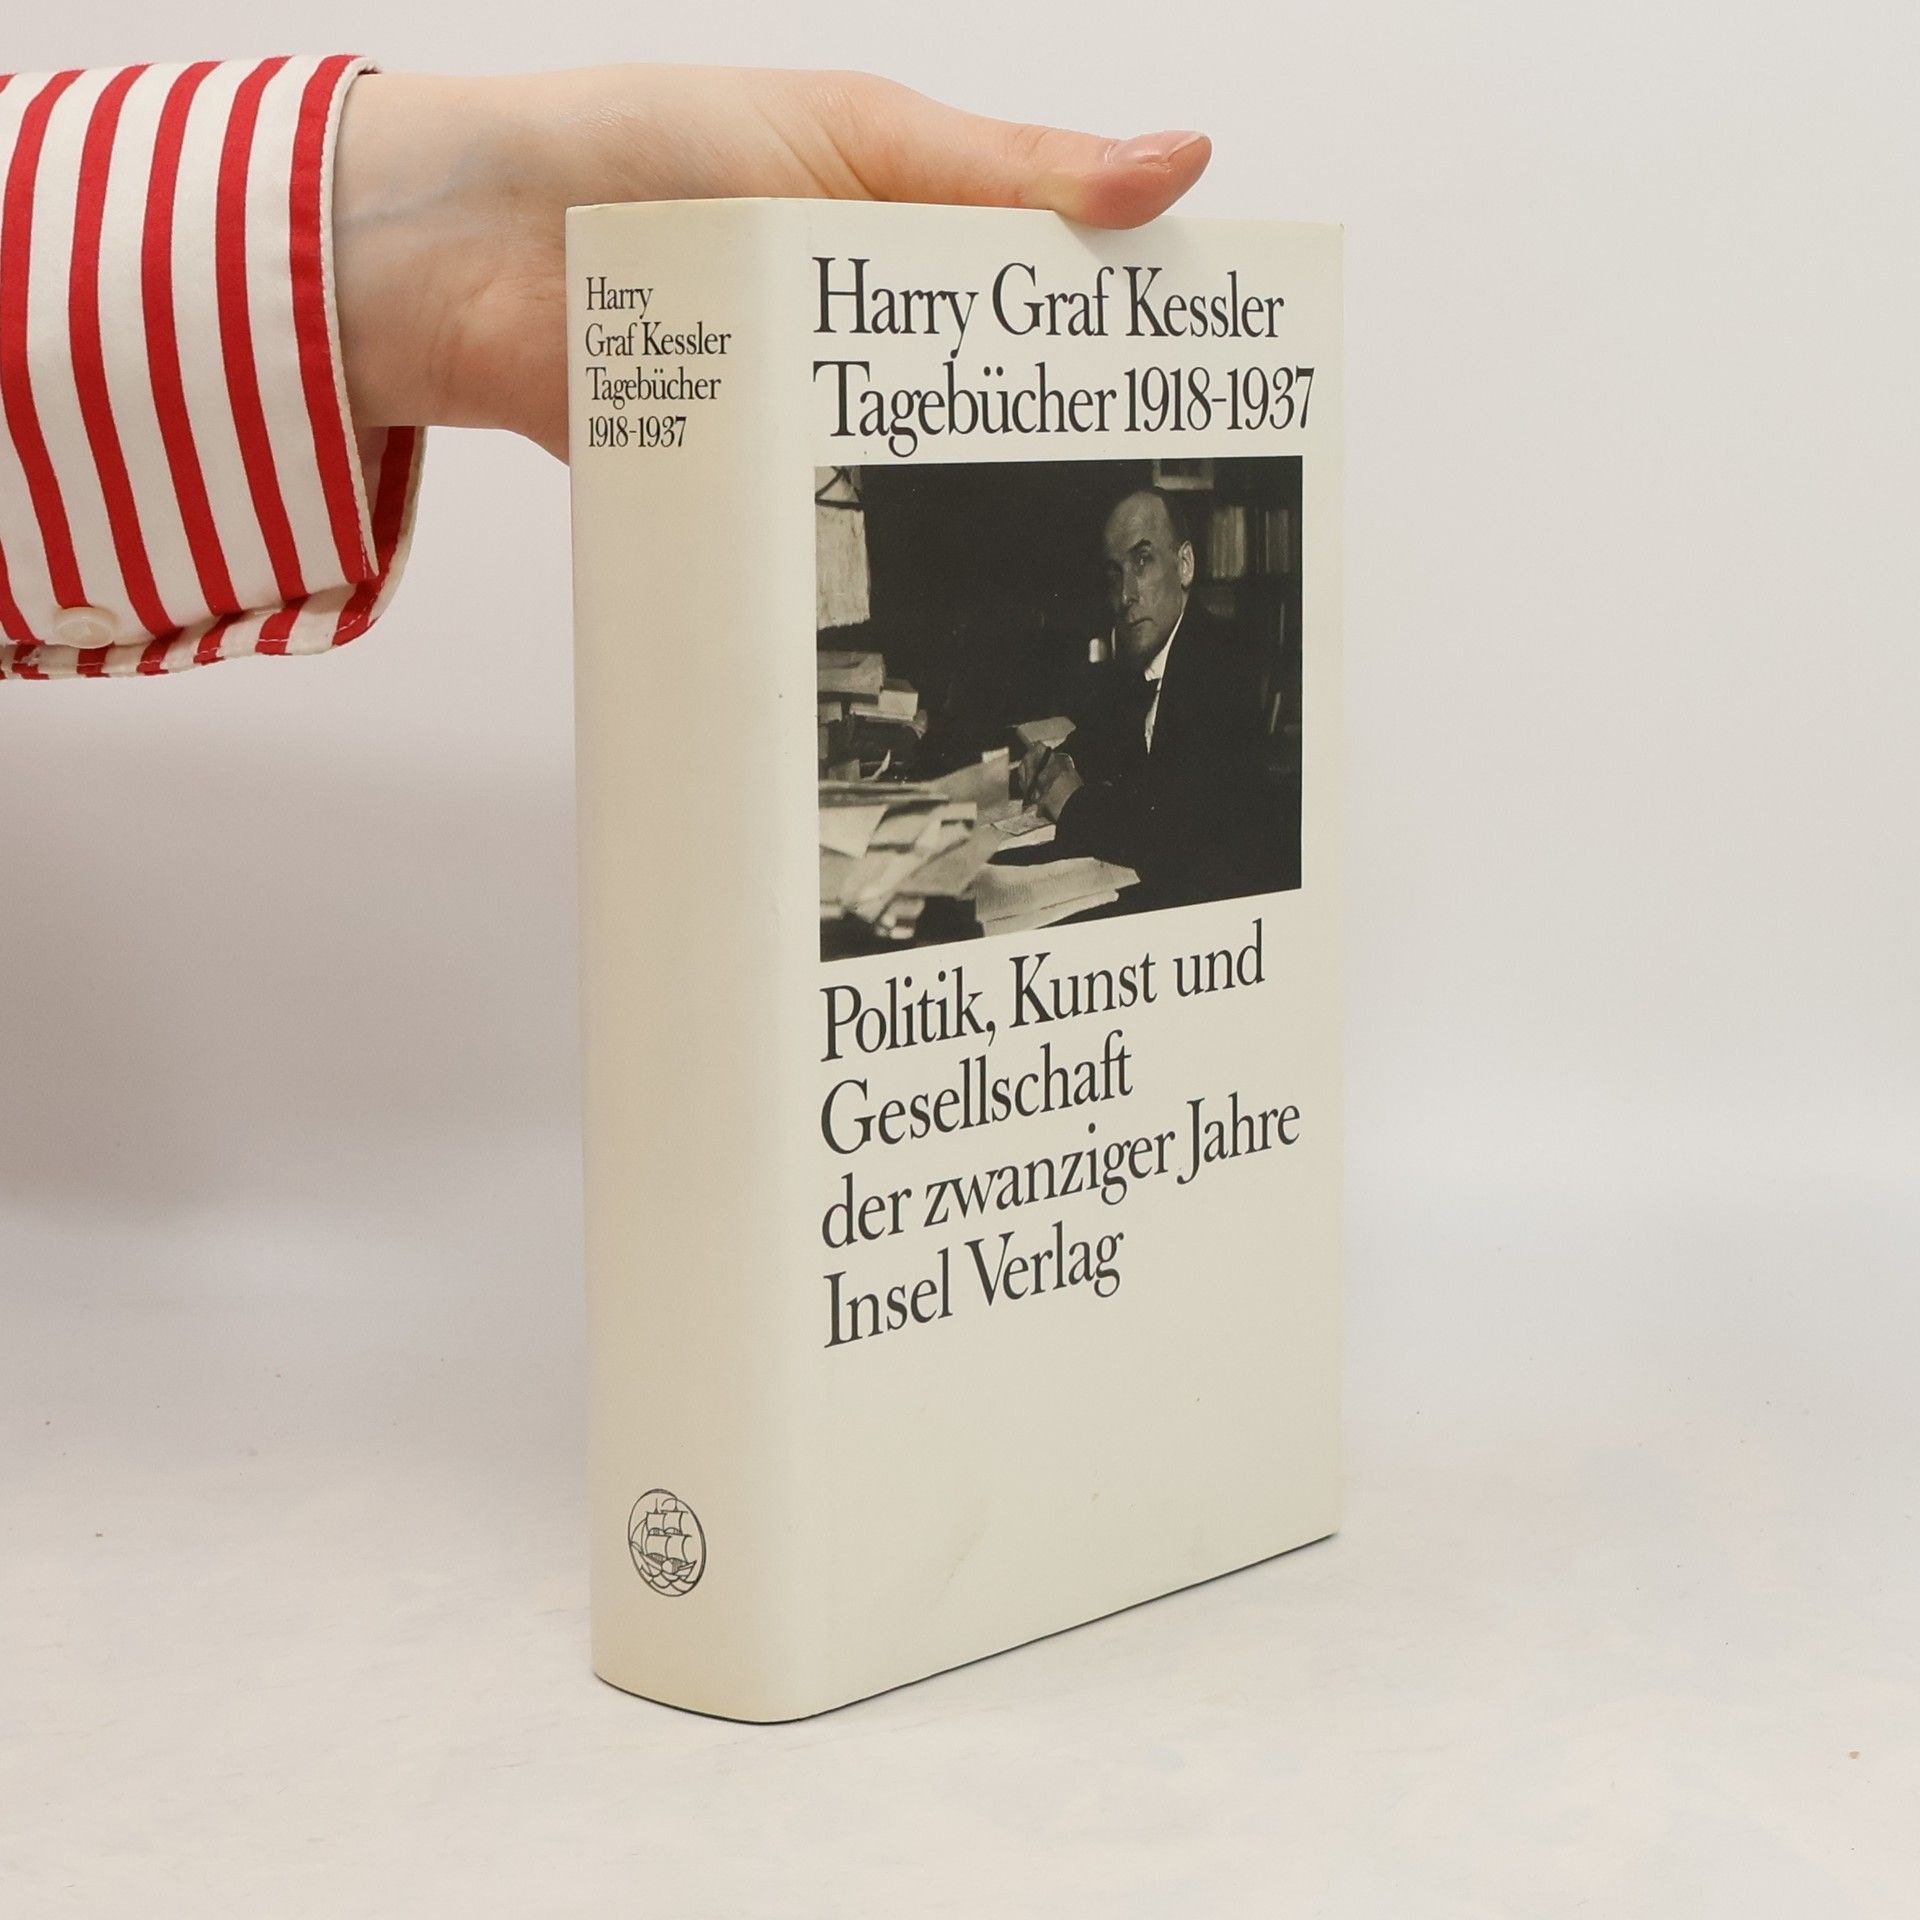 Harry
Graf Kessler
Tagebücher
1918-1937
Harry Graf Kessler
Tagebücher 1918-1937
Politik, Kunst und
Gesellschaft
der zwanziger Jahre
Insel Verlag